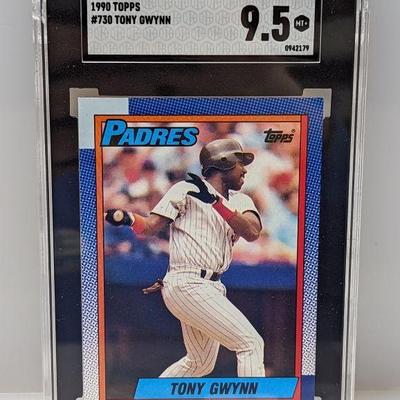 1990 TOPPS
#730 TONY GWYNN
9.5 MT+
0942179
PADRES
TOPPS
TONY GWYNN